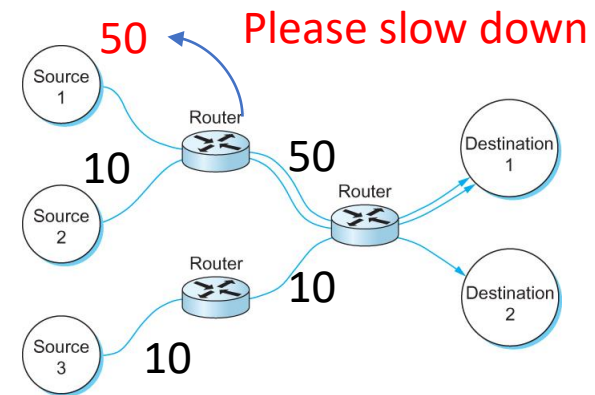 50
Please slow down
Source
1
Router
10
50
Destination
1
Source
2
Router
Router
10
Destination
2
Source
3
10